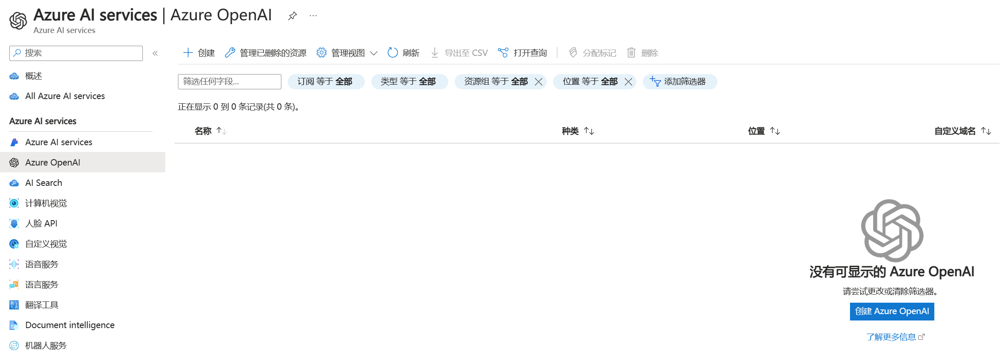 Azure AI services | Azure OpenAI
Azure AI services
搜索
概述
All Azure AI services
Azure AI services
Azure AI services
Azure OpenAI
AI Search
计算机视觉
人脸 API
自定义视觉
语音服务
语言服务
翻译工具
Document intelligence
机器人服务
创建 管理已删除的资源 管理视图 刷新 导出至 CSV 打开查询 分配标记 删除
筛选任何字段... 订阅 等于 全部 类型 等于 全部 资源组 等于 全部 位置 等于 全部 添加筛选器
正在显示 0 到 0 条记录(共 0 条)。
名称 种类 位置 自定义域名
没有可显示的 Azure OpenAI
请尝试更改或清除筛选器。
创建 Azure OpenAI
了解更多信息